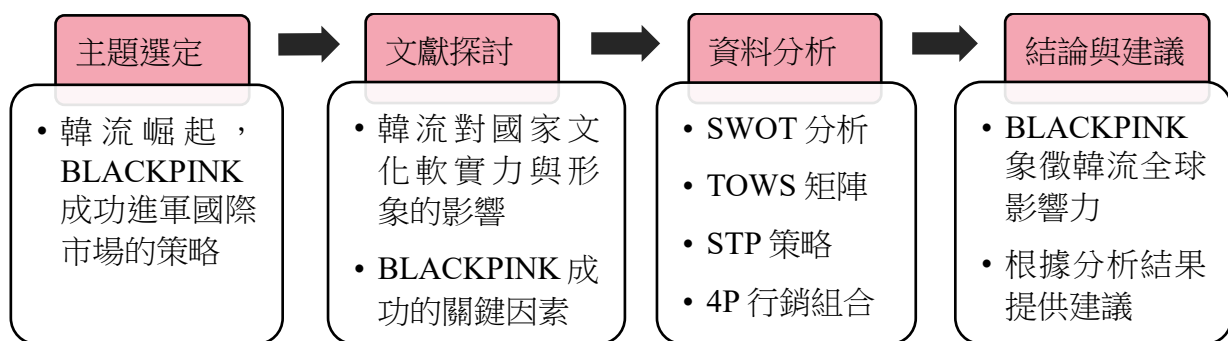 主題選定
• 韓流崛起，
BLACKPINK
成功進軍國際
市場的策略
文獻探討
• 韓流對國家文
化軟實力與形
象的影響
• BLACKPINK 成
功的關鍵因素
資料分析
• SWOT 分析
• TOWS 矩陣
• STP 策略
• 4P 行銷組合
結論與建議
• BLACKPINK
象徵韓流全球
影響力
• 根據分析結果
提供建議